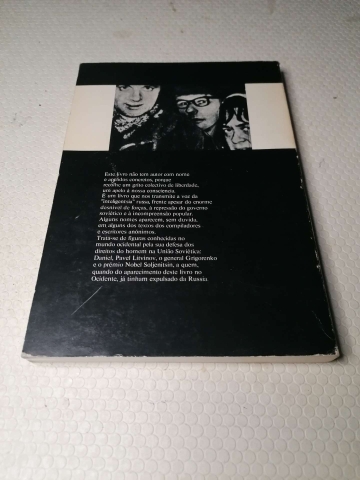 Este livro não tem autor com nome
e apelidos concretos, porque
recolhe um grito colectivo de liberdade,
um apelo à nossa consciência.
É um livro que nos transmite a voz da
"inteligentsia" russa, frente apesar do enorme
desnível de forças, à repressão do governo
soviético e à incompreensão popular.
Alguns nomes aparecem, sem dúvida,
em alguns dos textos dos compiladores
e escritores anónimos.
Trata-se de figuras conhecidas no
mundo ocidental pela sua defesa dos
direitos do homem na União Soviética:
Daniel, Pavel Litvinov, o general Grigorenko
e o prémio Nobel Soljenitsin, a quem,
quando do aparecimento deste livro no
Ocidente, já tinham expulsado da Rússia.